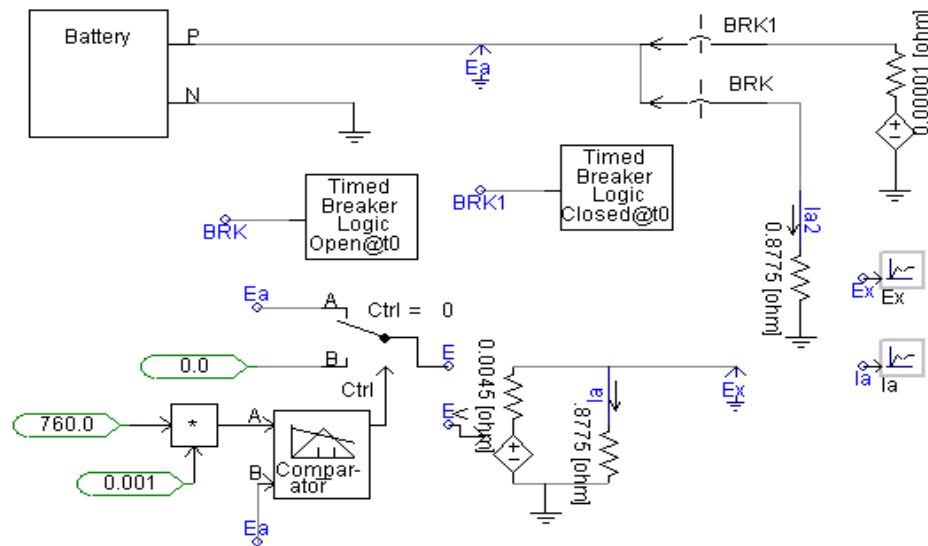 Battery
P
N
Ea
BRK1
BRK
0.00001 [ohm]
Timed
Breaker
Logic
Open@t0
BRK
Timed
Breaker
Logic
Closed@t0
BRK1
Ia2
0.8775 [ohm]
Ex
Ex
Ia
Ia
Ea
A
Ctrl = 0
B
0.0
Ctrl
E
E
V
0.0045 [ohm]
Ia
.8775 [ohm]
Ex
760.0
*
0.001
A
B
Compar-
ator
Ea